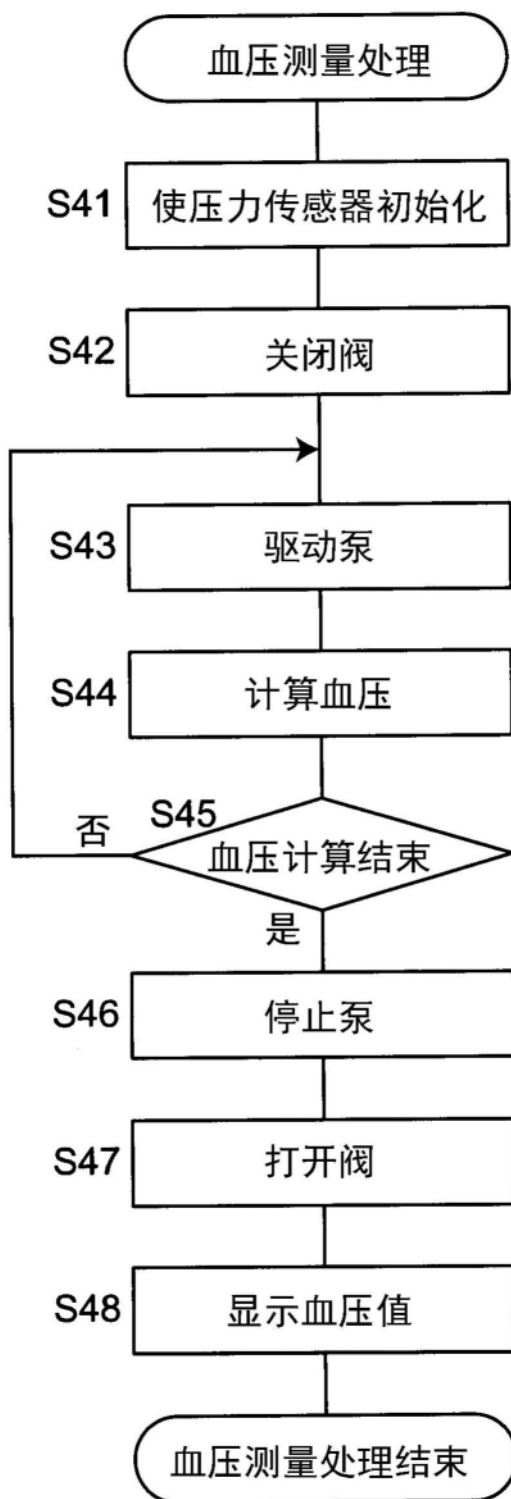 血压测量处理
S41
使压力传感器初始化
S42
关闭阀
S43
驱动泵
S44
计算血压
S45
否
血压计算结束
是
S46
停止泵
S47
打开阀
S48
显示血压值
血压测量处理结束